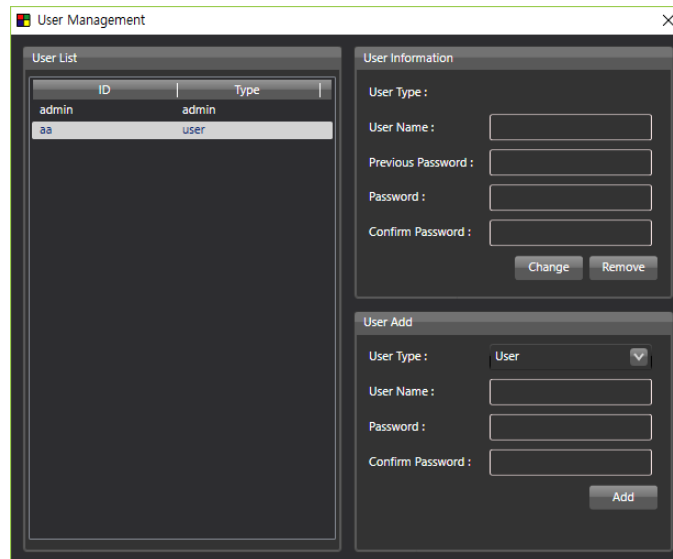 User Management
User List
ID Type
admin admin
aa user
User Information
User Type :
User Name :
Previous Password :
Password :
Confirm Password :
Change Remove
User Add
User Type : User
User Name :
Password :
Confirm Password :
Add